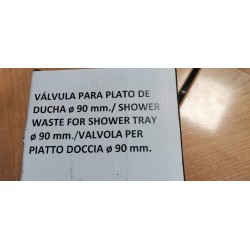 VÁLVULA PARA PLATO DE
DUCHA ø 90 mm./ SHOWER
WASTE FOR SHOWER TRAY
ø 90 mm./VALVOLA PER
PIATTO DOCCIA ø 90 mm.